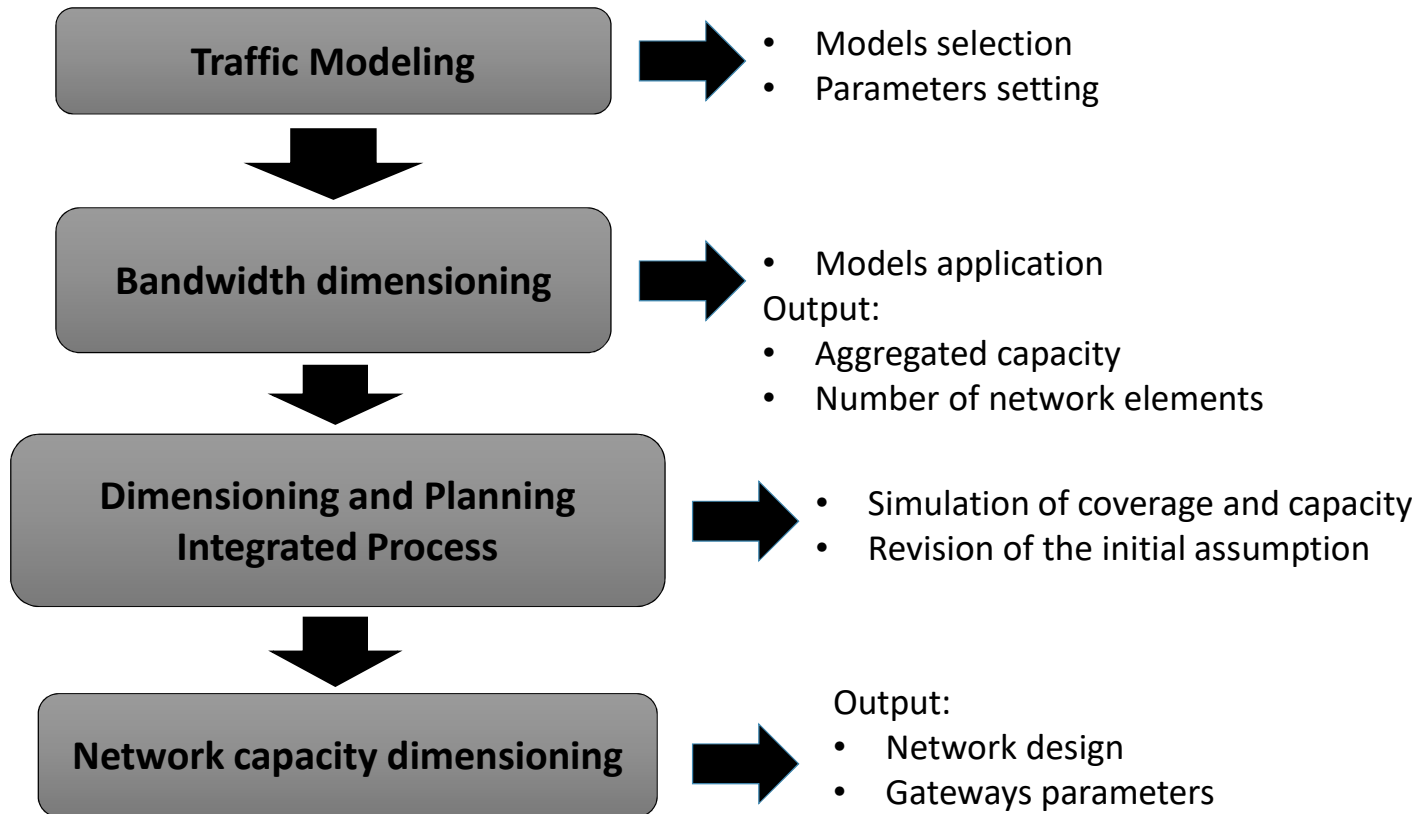 Traffic Modeling
• Models selection
• Parameters setting
Bandwidth dimensioning
• Models application
Output:
• Aggregated capacity
• Number of network elements
Dimensioning and Planning
Integrated Process
• Simulation of coverage and capacity
• Revision of the initial assumption
Network capacity dimensioning
Output:
• Network design
• Gateways parameters